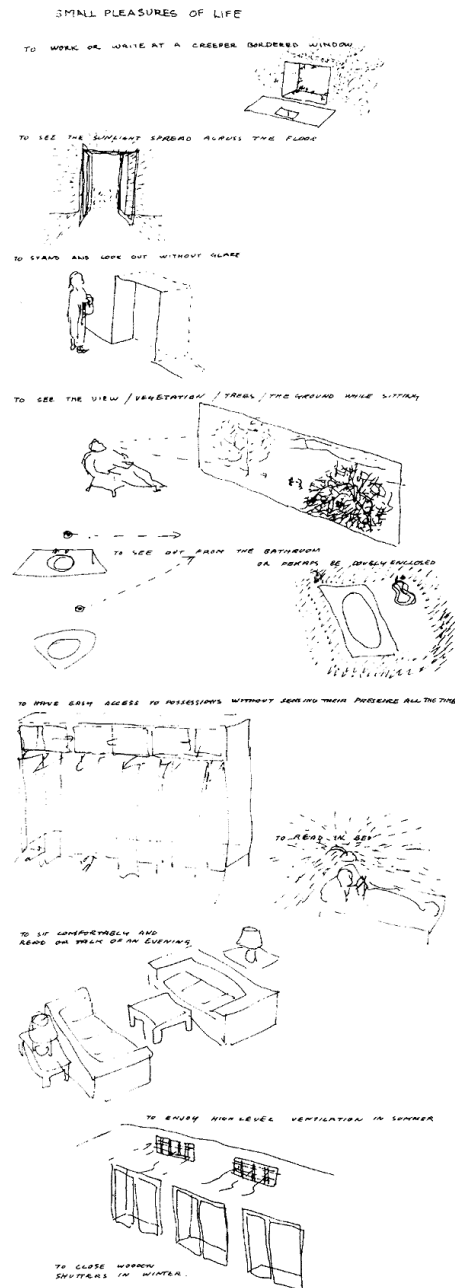 SMALL PLEASURES OF LIFE
TO WORK OR WRITE AT A CREEPER BORDERED WINDOW
TO SEE THE SUNLIGHT SPREAD ACROSS THE FLOOR
TO STAND AND LOOK OUT WITHOUT GLARE
TO SEE THE VIEW / VEGETATION / TREES / THE GROUND WHILE SITTING
TO SEE OUT FROM THE BATHROOM
OR PERHAPS BE LOVELY ENCLOSED
TO HAVE EASY ACCESS TO POSSESSIONS WITHOUT SENSING THEIR PRESENCE ALL THE TIME
TO READ IN BED
TO SIT COMFORTABLY AND
READ OR TALK OF AN EVENING
TO ENJOY HIGH LEVEL VENTILATION IN SUMMER
TO CLOSE WOODEN
SHUTTERS IN WINTER.